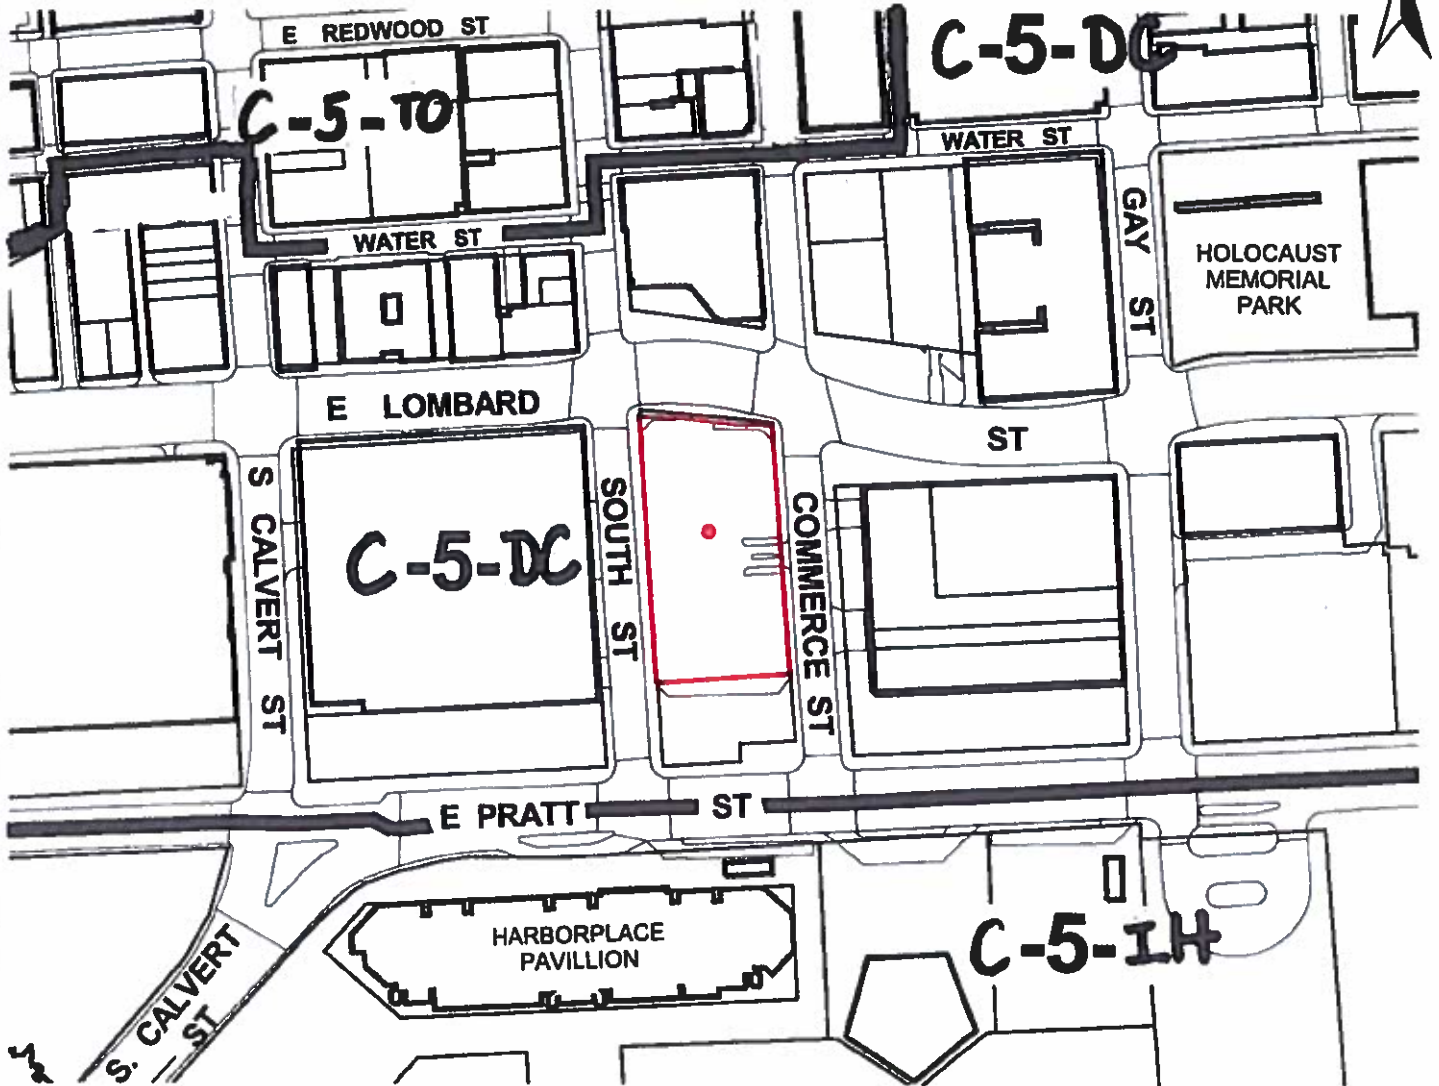 E REDWOOD ST
C-5-DC
C-5-TO
WATER ST
WATER ST
GAY ST
HOLOCAUST
MEMORIAL
PARK
E LOMBARD
ST
S CALVERT ST
SOUTH ST
COMMERCE ST
C-5-DC
E PRATT ST
HARBORPLACE
PAVILLION
C-5-IH
S. CALVERT
ST